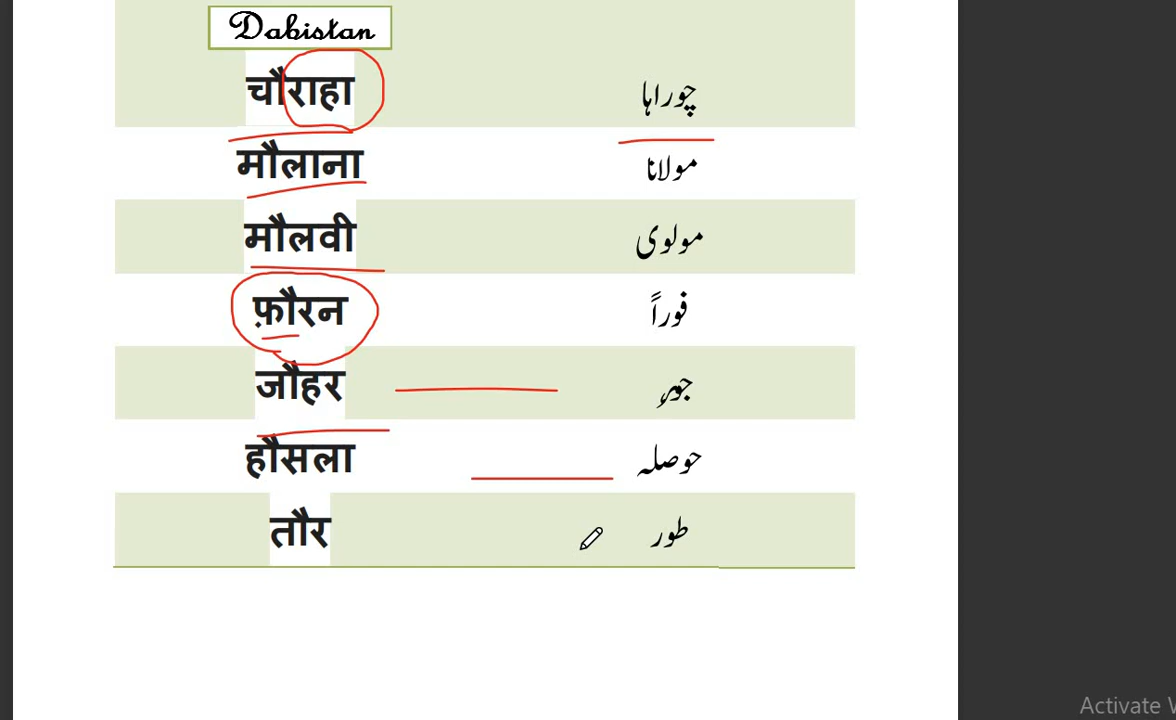 Dabistan
चौराहा چوراہا
मौलाना مولانا
मौलवी مولوی
फ़ौरन فوراً
जौहर جوہر
हौसला حوصلہ
तौर طور
Activate